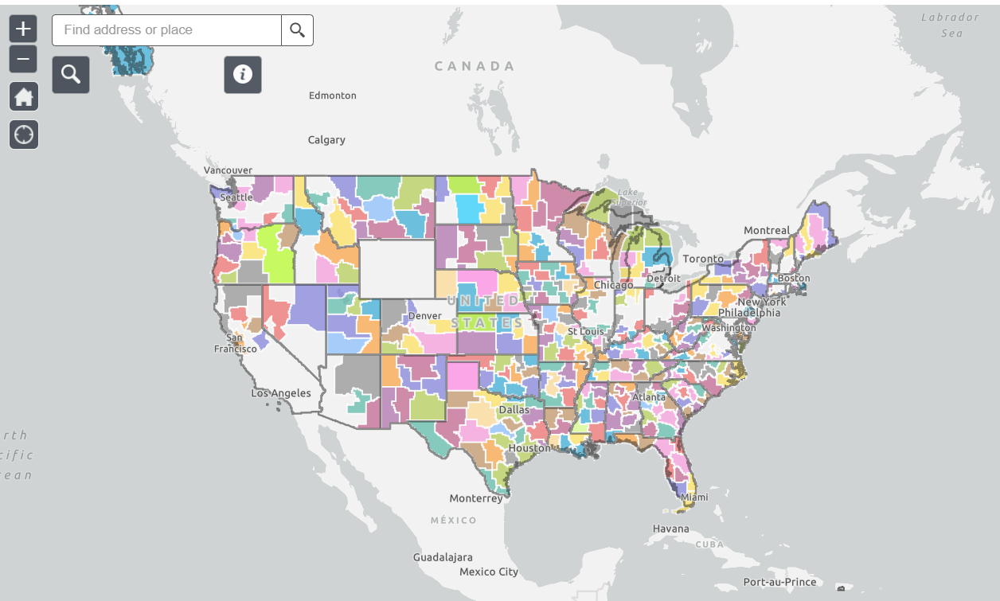 Labrador
Sea
+
Find address or place
−
CANADA
i
Edmonton
Calgary
Vancouver
Seattle
Lake
Superior
Montreal
Toronto
Chicago
Detroit
Boston
UNITED
STATES
Denver
New York
Philadelphia
St Louis
Washington
San
Francisco
Los Angeles
Atlanta
Dallas
Houston
rth
cific
ean
Monterrey
Miami
MÉXICO
Havana
CUBA
Guadalajara
Mexico City
Port-au-Prince